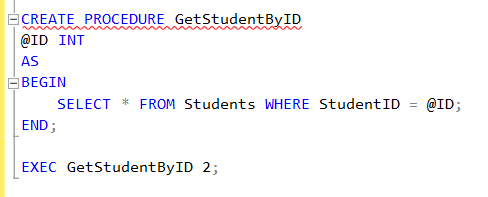 CREATE PROCEDURE GetStudentByID
@ID INT
AS
BEGIN
SELECT * FROM Students WHERE StudentID = @ID;
END;
EXEC GetStudentByID 2;